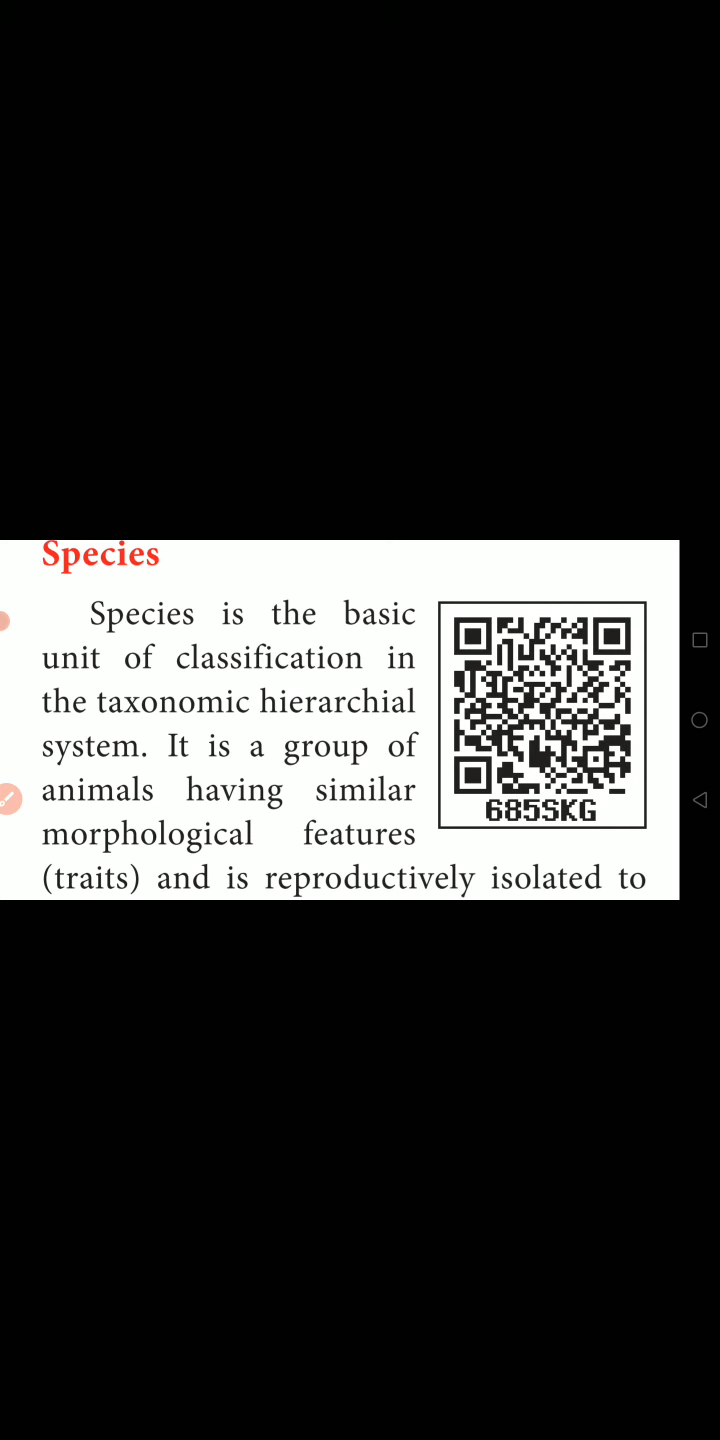 Species
Species is the basic
unit of classification in
the taxonomic hierarchial
system. It is a group of
animals having similar
morphological features
(traits) and is reproductively isolated to
685SKG